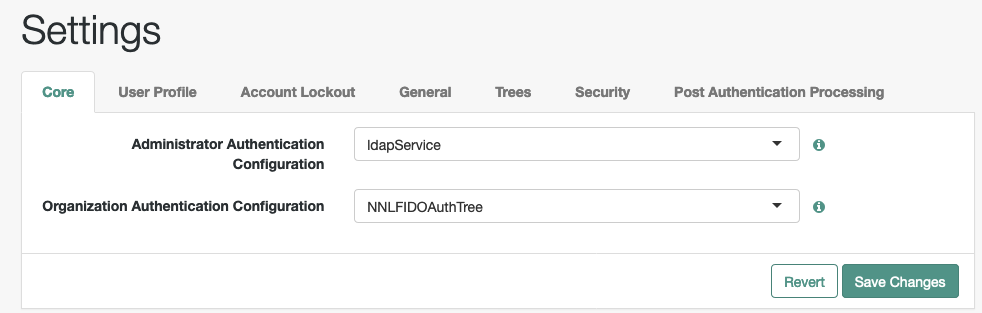 Settings
Core User Profile Account Lockout General Trees Security Post Authentication Processing
Administrator Authentication
Configuration
ldapService
Organization Authentication Configuration
NNLFIDOAuthTree
Revert Save Changes